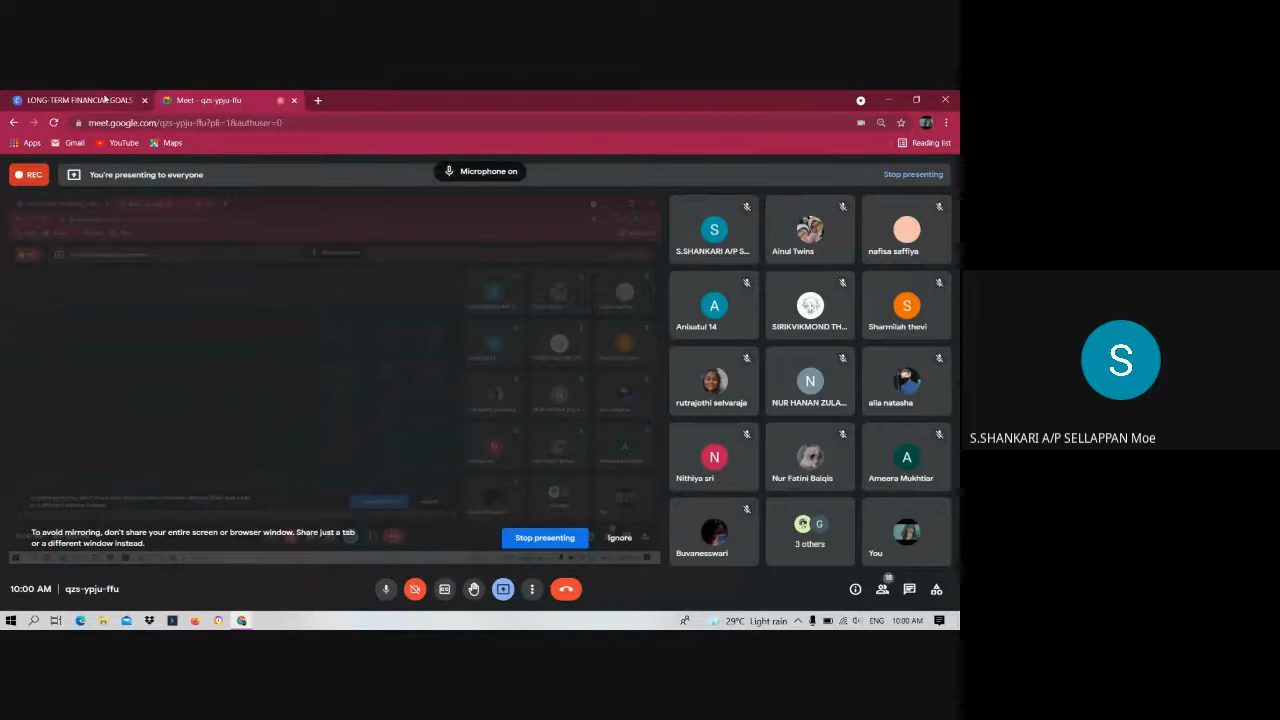 LONG-TERM FINANCIAL GOALS
Meet - qzs-ypju-ffu
meet.google.com/qzs-ypju-ffu?pli=1&authuser=0
Apps
Gmail
YouTube
Maps
Reading list
REC
You're presenting to everyone
Microphone on
Stop presenting
S
S.SHANKARI A/P S...
Ainul Twins
nafisa saffiya
A
Anisatul 14
SIRIKVIKMOND TH...
S
Sharmilah thevi
rutrajothi selvaraja
N
NUR HANAN ZULA...
alia natasha
N
Nithiya sri
Nur Fatini Balqis
A
Ameera Mukhtiar
Buvanesswari
G
3 others
You
To avoid mirroring, don't share your entire screen or browser window. Share just a tab
or a different window instead.
Stop presenting
Ignore
10:00 AM | qzs-ypju-ffu
18
29°C Light rain
ENG
10:00 AM
S
S.SHANKARI A/P SELLAPPAN Moe